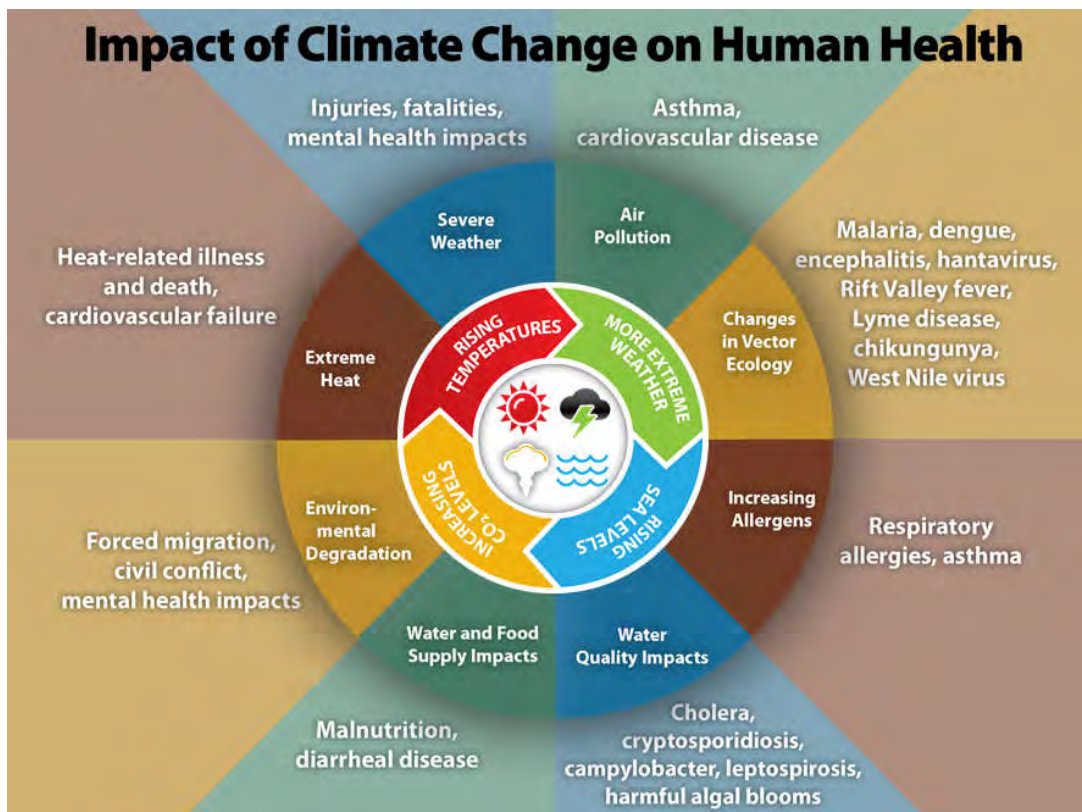 Impact of Climate Change on Human Health
Injuries, fatalities,
mental health impacts
Asthma,
cardiovascular disease
Severe
Weather
Air
Pollution
Heat-related illness
and death,
cardiovascular failure
Malaria, dengue,
encephalitis, hantavirus,
Rift Valley fever,
Lyme disease,
chikungunya,
West Nile virus
Extreme
Heat
RISING
TEMPERATURES
MORE EXTREME
WEATHER
Changes
in Vector
Ecology
Environ-
mental
Degradation
INCREASING
CO₂ LEVELS
RISING
SEA LEVELS
Increasing
Allergens
Forced migration,
civil conflict,
mental health impacts
Respiratory
allergies, asthma
Water and Food
Supply Impacts
Water
Quality Impacts
Malnutrition,
diarrheal disease
Cholera,
cryptosporidiosis,
campylobacter, leptospirosis,
harmful algal blooms